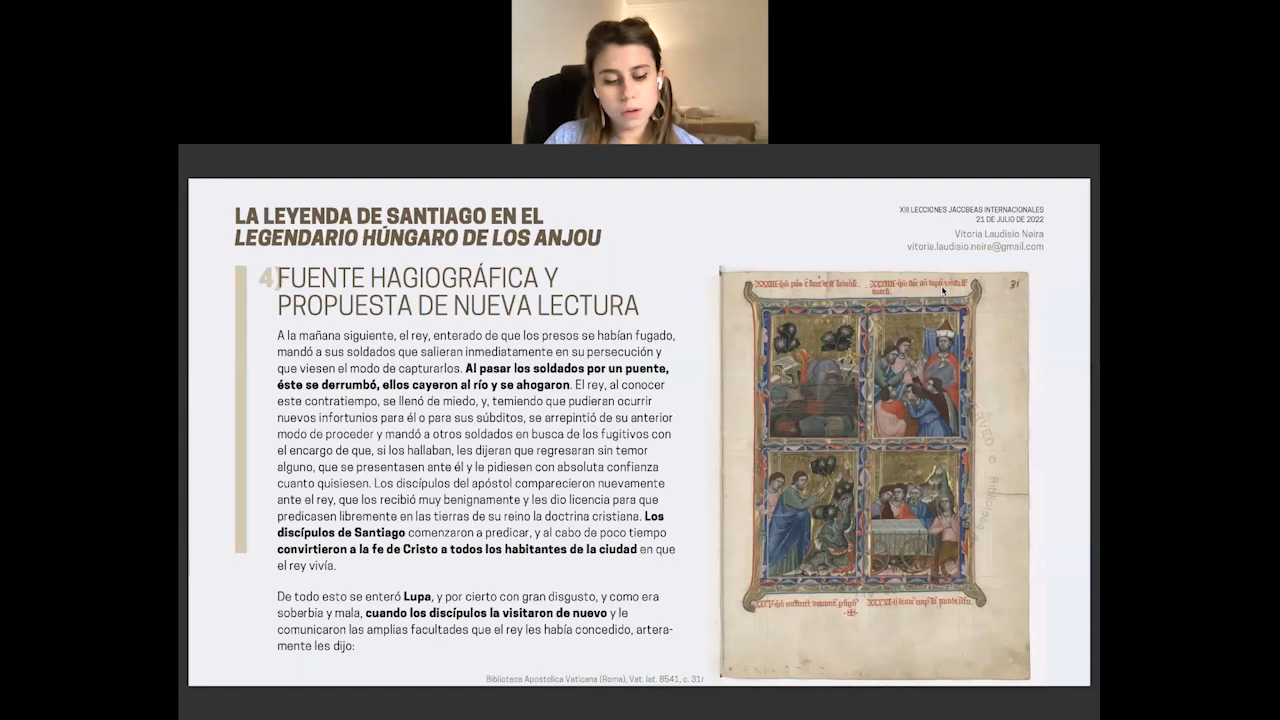 LA LEYENDA DE SANTIAGO EN EL
LEGENDARIO HÚNGARO DE LOS ANJOU
XIII LECCIONES JACOBEAS INTERNACIONALES
21 DE JULIO DE 2022
Vitoria Laudisio Neira
vitoria.laudisio.neira@gmail.com
4) FUENTE HAGIOGRÁFICA Y
PROPUESTA DE NUEVA LECTURA
A la mañana siguiente, el rey, enterado de que los presos se habían fugado,
mandó a sus soldados que salieran inmediatamente en su persecución y
que viesen el modo de capturarlos. Al pasar los soldados por un puente,
éste se derrumbó, ellos cayeron al río y se ahogaron. El rey, al conocer
este contratiempo, se llenó de miedo, y, temiendo que pudieran ocurrir
nuevos infortunios para él o para sus súbditos, se arrepintió de su anterior
modo de proceder y mandó a otros soldados en busca de los fugitivos con
el encargo de que, si los hallaban, les dijeran que regresaran sin temor
alguno, que se presentasen ante él y le pidiesen con absoluta confianza
cuanto quisiesen. Los discípulos del apóstol comparecieron nuevamente
ante el rey, que los recibió muy benignamente y les dio licencia para que
predicasen libremente en las tierras de su reino la doctrina cristiana. Los
discípulos de Santiago comenzaron a predicar, y al cabo de poco tiempo
convirtieron a la fe de Cristo a todos los habitantes de la ciudad en que
el rey vivía.
De todo esto se enteró Lupa, y por cierto con gran disgusto, y como era
soberbia y mala, cuando los discípulos la visitaron de nuevo y le
comunicaron las amplias facultades que el rey les había concedido, artera-
mente les dijo:
31
Biblioteca Apostolica Vaticana (Roma), Vat. lat. 8541, c. 31r